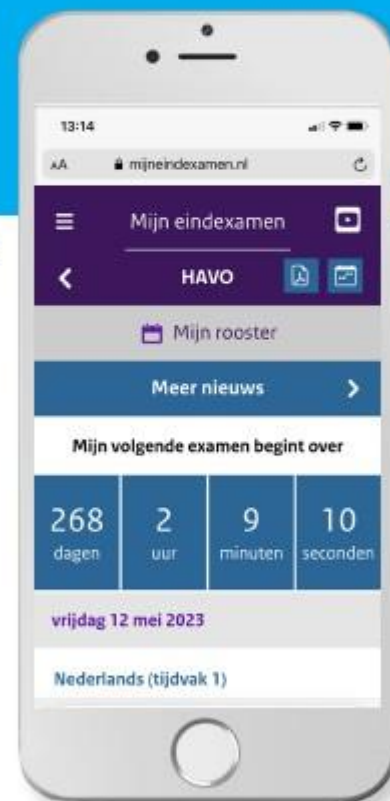 13:14
AA mijneindexamen.nl
Mijn eindexamen
HAVO
Mijn rooster
Meer nieuws
Mijn volgende examen begint over
268 2 9 10
dagen uur minuten seconden
vrijdag 12 mei 2023
Nederlands (tijdvak 1)